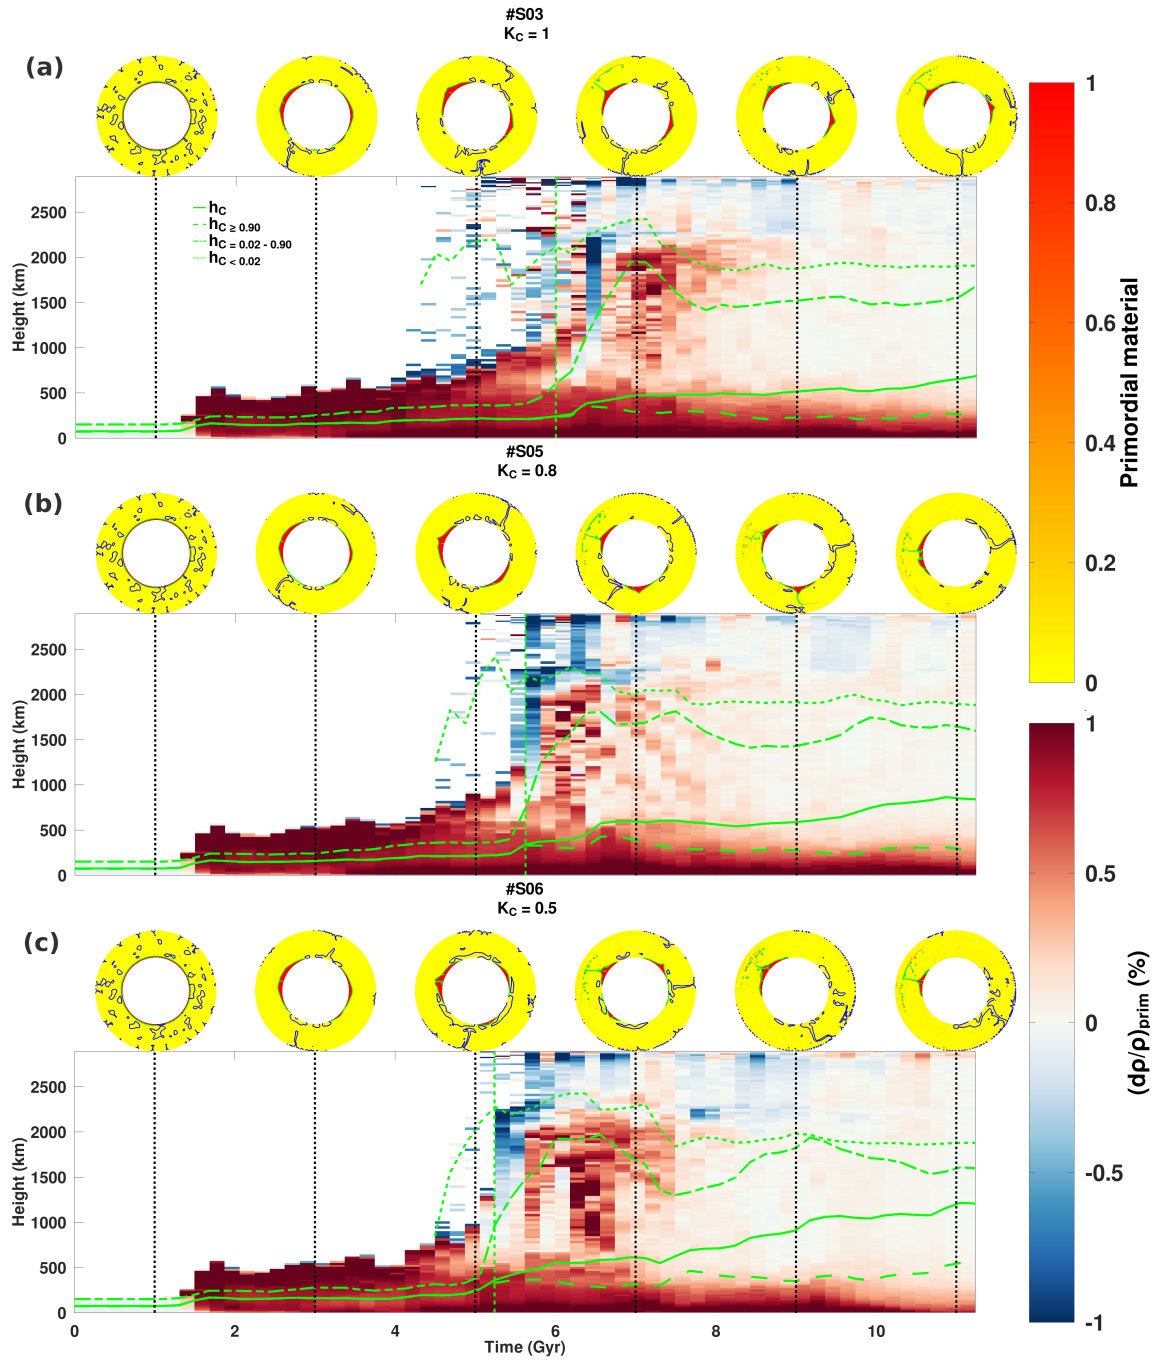 #S03
K_C = 1
(a)
1
0.8
0.6
0.4
0.2
0
Primordial material
h_C
h_C ≥ 0.90
h_C = 0.02 - 0.90
h_C < 0.02
2500
2000
1500
1000
500
0
Height (km)
#S05
K_C = 0.8
(b)
2500
2000
1500
1000
500
0
Height (km)
1
0.5
0
-0.5
-1
(dρ/ρ)prim (%)
#S06
K_C = 0.5
(c)
2500
2000
1500
1000
500
0
Height (km)
0 2 4 6 8 10
Time (Gyr)